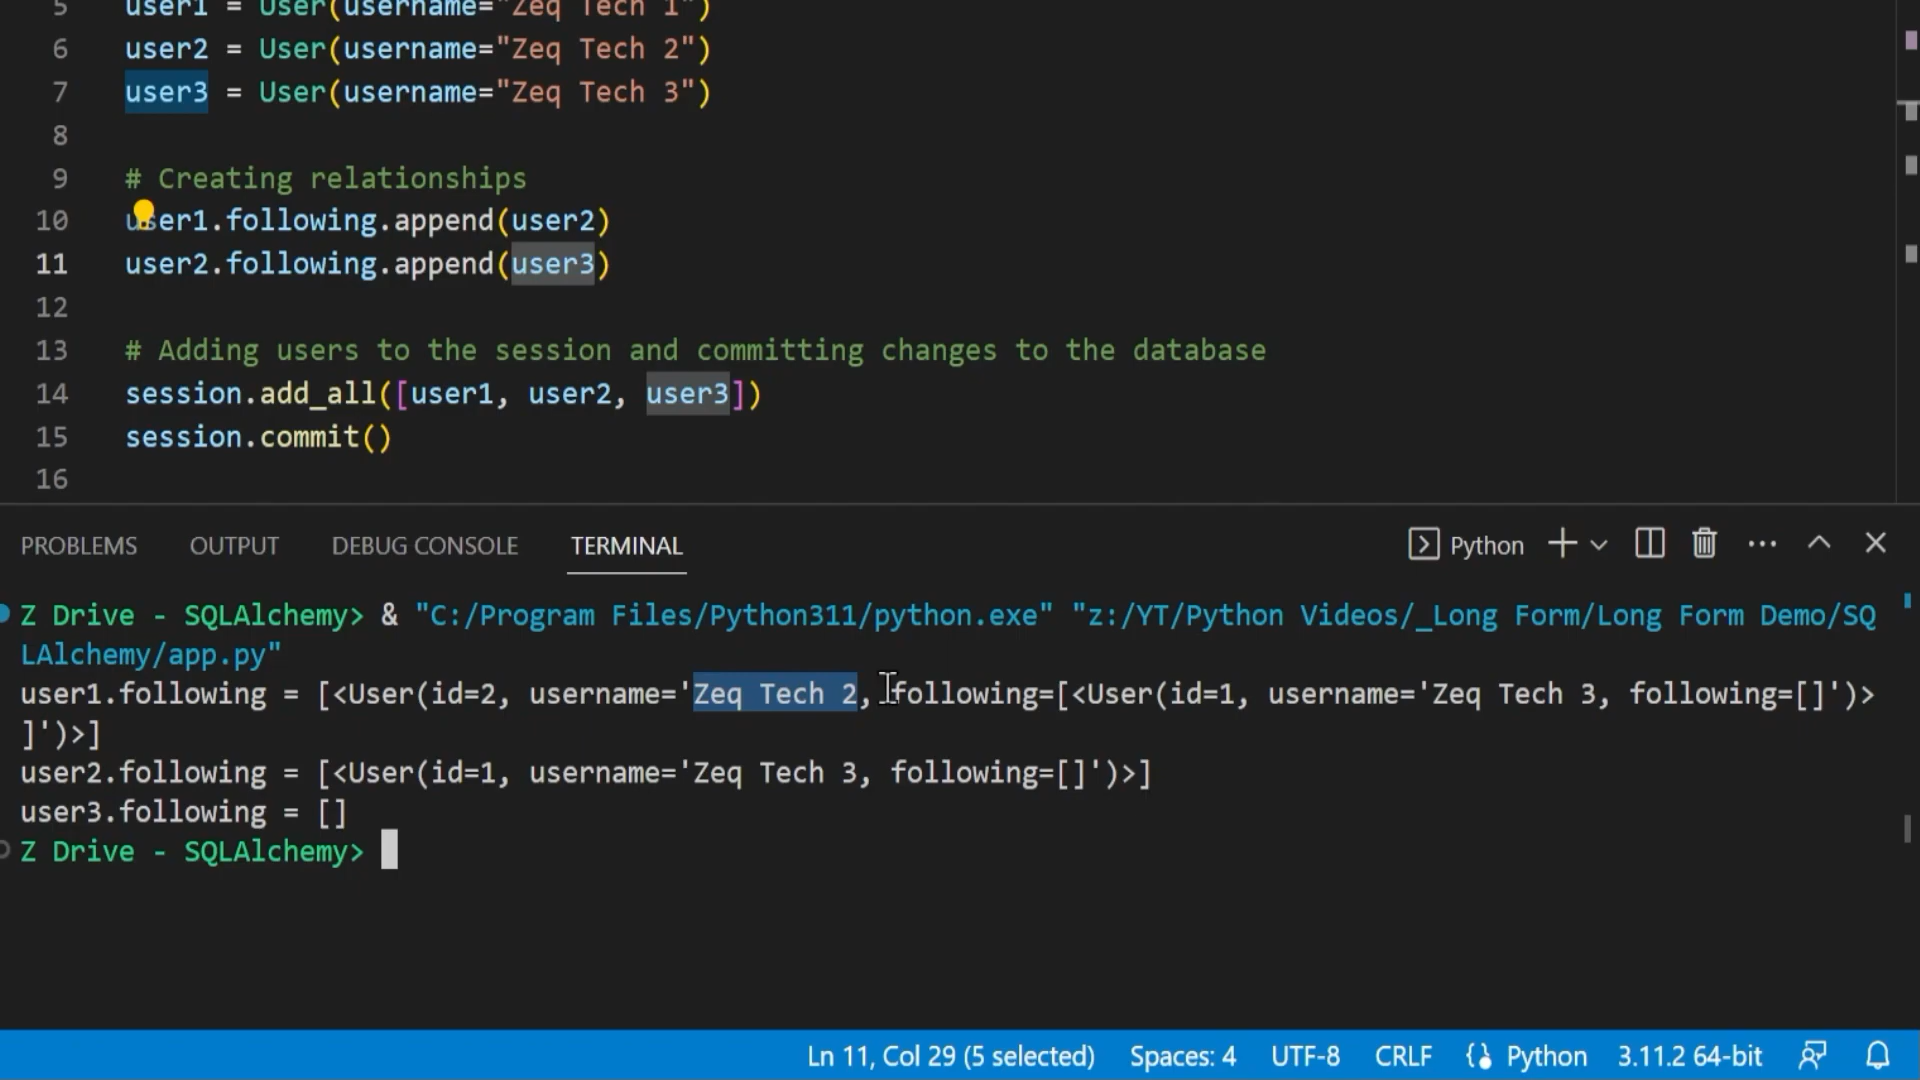 5 user1 = User(username="Zeq Tech 1")
6 user2 = User(username="Zeq Tech 2")
7 user3 = User(username="Zeq Tech 3")
8
9 # Creating relationships
10 user1.following.append(user2)
11 user2.following.append(user3)
12
13 # Adding users to the session and committing changes to the database
14 session.add_all([user1, user2, user3])
15 session.commit()
16
PROBLEMS OUTPUT DEBUG CONSOLE TERMINAL Python
Z Drive - SQLAlchemy> & "C:/Program Files/Python311/python.exe" "z:/YT/Python Videos/_Long Form/Long Form Demo/SQ
LAlchemy/app.py"
user1.following = [<User(id=2, username='Zeq Tech 2, following=[<User(id=1, username='Zeq Tech 3, following=[]')>
]')>]
user2.following = [<User(id=1, username='Zeq Tech 3, following=[]')>]
user3.following = []
Z Drive - SQLAlchemy>
Ln 11, Col 29 (5 selected) Spaces: 4 UTF-8 CRLF Python 3.11.2 64-bit